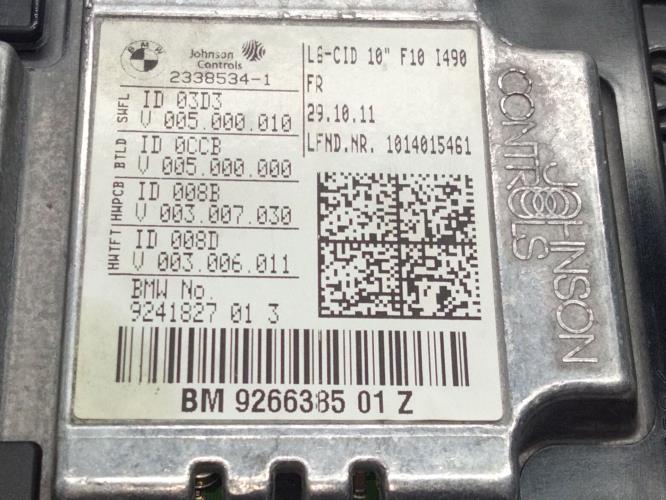 BMW
Johnson Controls
2338534-1
SWFL ID 03D3
V 005.000.010
BTLD ID 0CCB
V 005.000.000
HWPCB ID 008B
V 003.007.030
HWTFT ID 008D
V 003.006.011
BMW No.
9241827 01 3
L6-CID 10" F10 I490
FR
29.10.11
LFND.NR. 1014015461
BM 9266385 01 Z
JOHNSON
CONTROLS